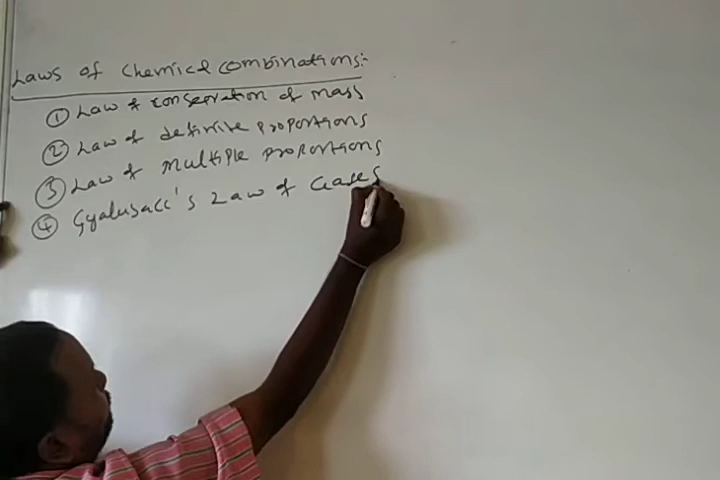 Laws of Chemical Combinations:-
① Law of conservation of mass
② Law of definite proportions
③ Law of multiple proportions
④ Gyalusacc's Law of Gases